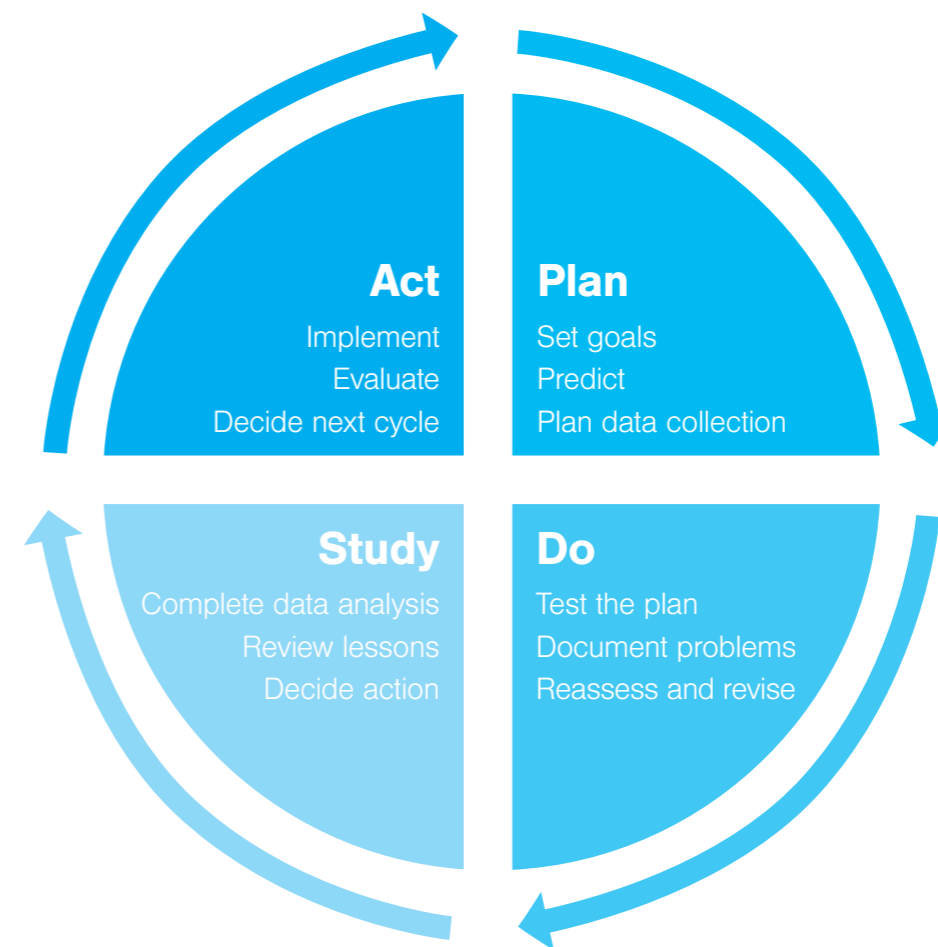 Act
Implement
Evaluate
Decide next cycle
Plan
Set goals
Predict
Plan data collection
Study
Complete data analysis
Review lessons
Decide action
Do
Test the plan
Document problems
Reassess and revise